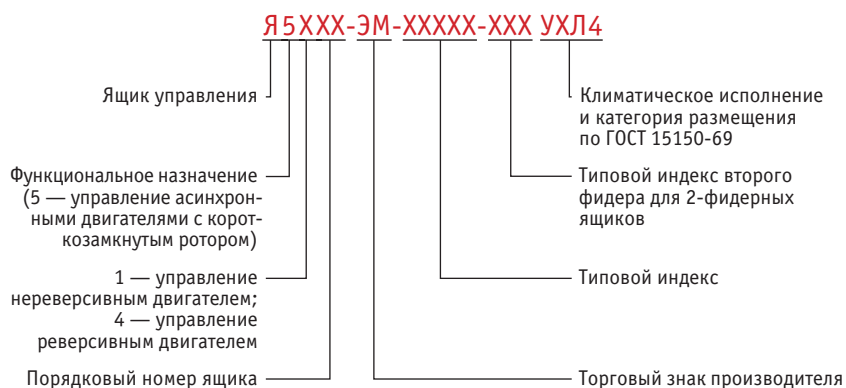 Я5ХХХ-ЭМ-ХХХХХ-ХХХ УХЛ4
Ящик управления
Функциональное назначение
(5 — управление асинхрон-
ными двигателями с корот-
козамкнутым ротором)
1 — управление
нереверсивным двигателем;
4 — управление
реверсивным двигателем
Порядковый номер ящика
Климатическое исполнение
и категория размещения
по ГОСТ 15150-69
Типовой индекс второго
фидера для 2-фидерных
ящиков
Типовой индекс
Торговый знак производителя